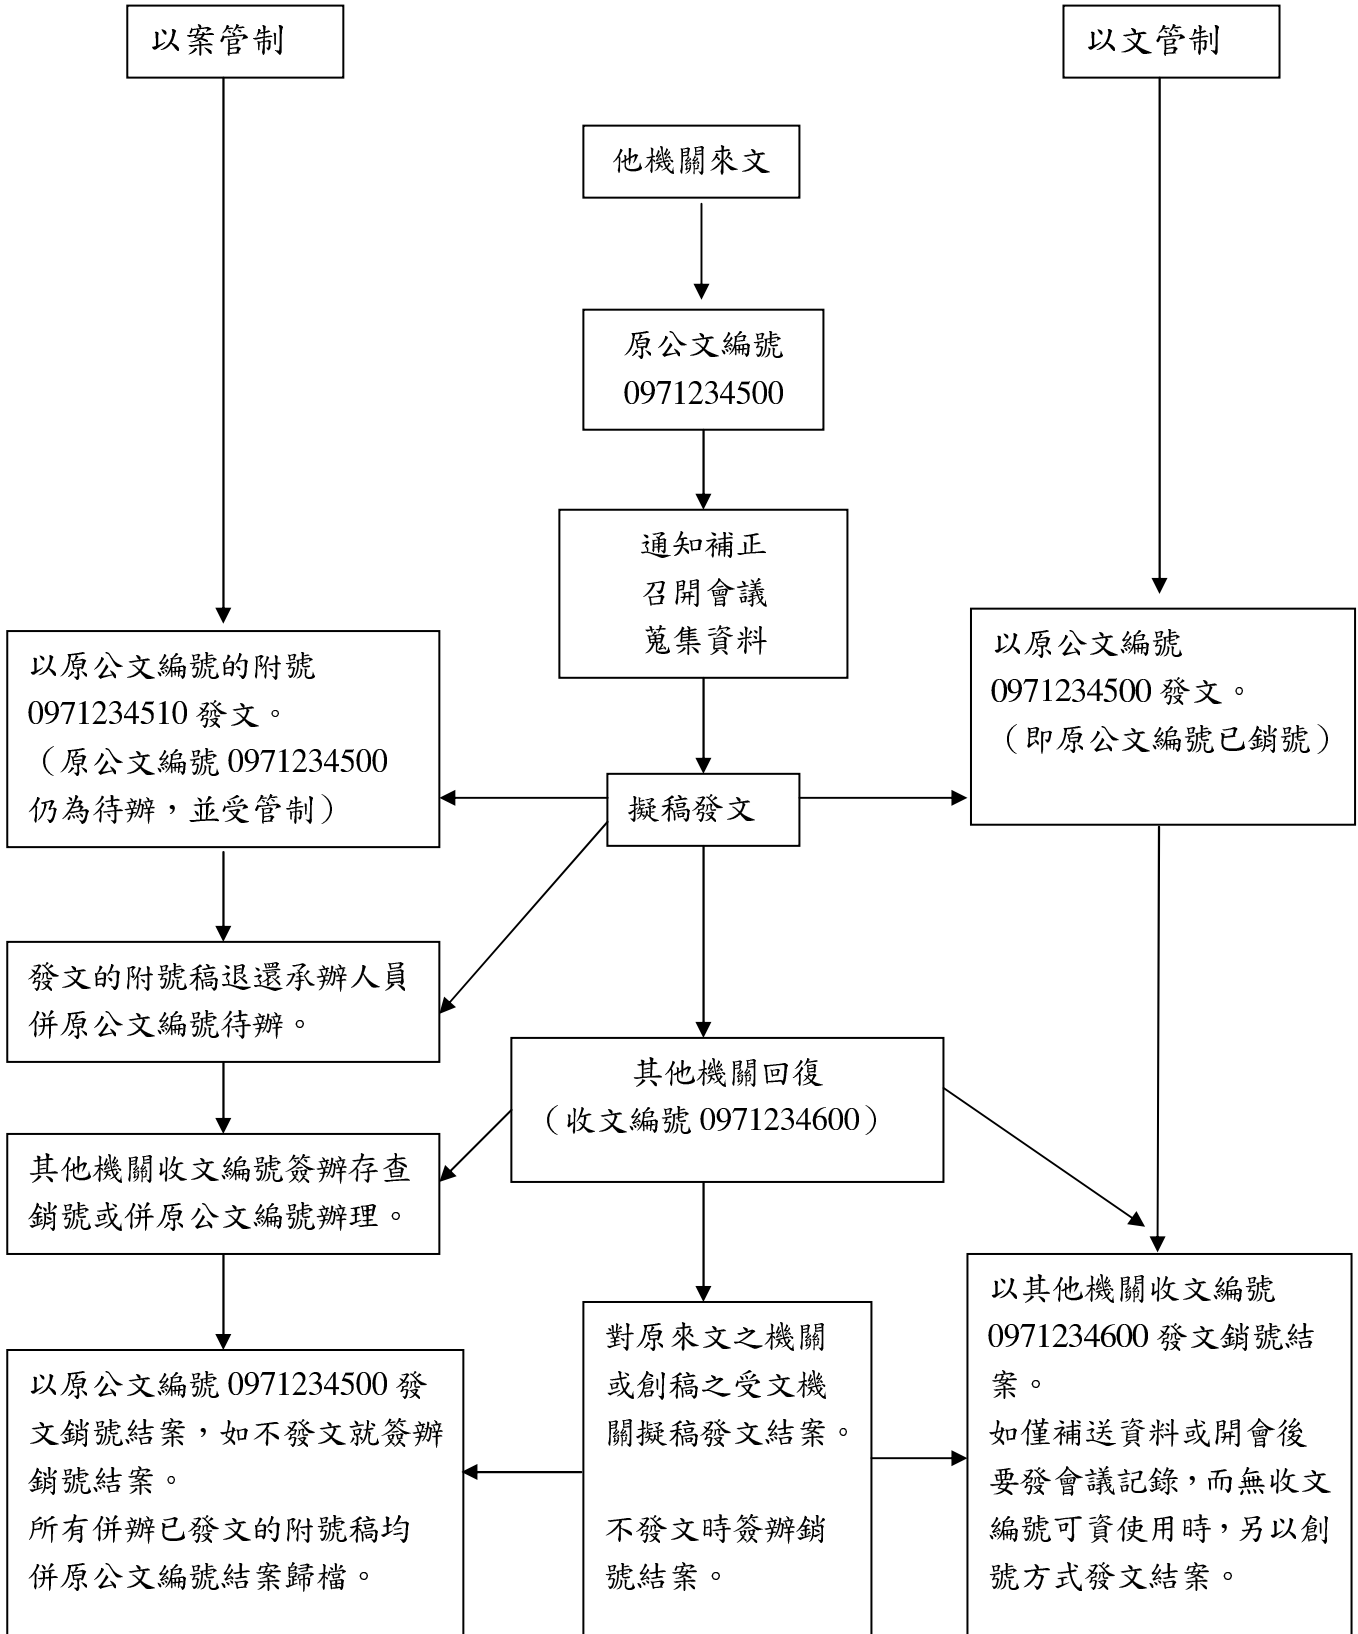 以案管制
以文管制
他機關來文
原公文編號
0971234500
通知補正
召開會議
蒐集資料
以原公文編號的附號
0971234510 發文。
（原公文編號 0971234500
仍為待辦，並受管制）
擬稿發文
以原公文編號
0971234500 發文。
（即原公文編號已銷號）
發文的附號稿退還承辦人員
併原公文編號待辦。
其他機關回復
（收文編號 0971234600）
其他機關收文編號簽辦存查
銷號或併原公文編號辦理。
以原公文編號 0971234500 發
文銷號結案，如不發文就簽辦
銷號結案。
所有併辦已發文的附號稿均
併原公文編號結案歸檔。
對原來文之機關
或創稿之受文機
關擬稿發文結案。
不發文時簽辦銷
號結案。
以其他機關收文編號
0971234600 發文銷號結
案。
如僅補送資料或開會後
要發會議記錄，而無收文
編號可資使用時，另以創
號方式發文結案。